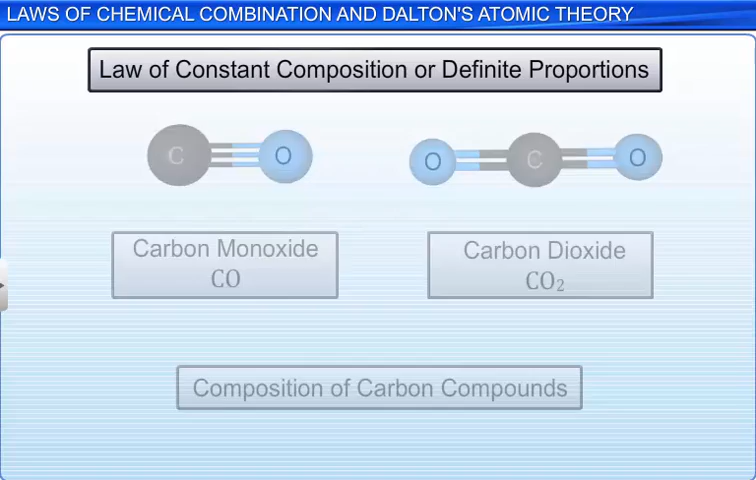 LAWS OF CHEMICAL COMBINATION AND DALTON'S ATOMIC THEORY
Law of Constant Composition or Definite Proportions
C O O C O
Carbon Monoxide
CO
Carbon Dioxide
CO₂
Composition of Carbon Compounds